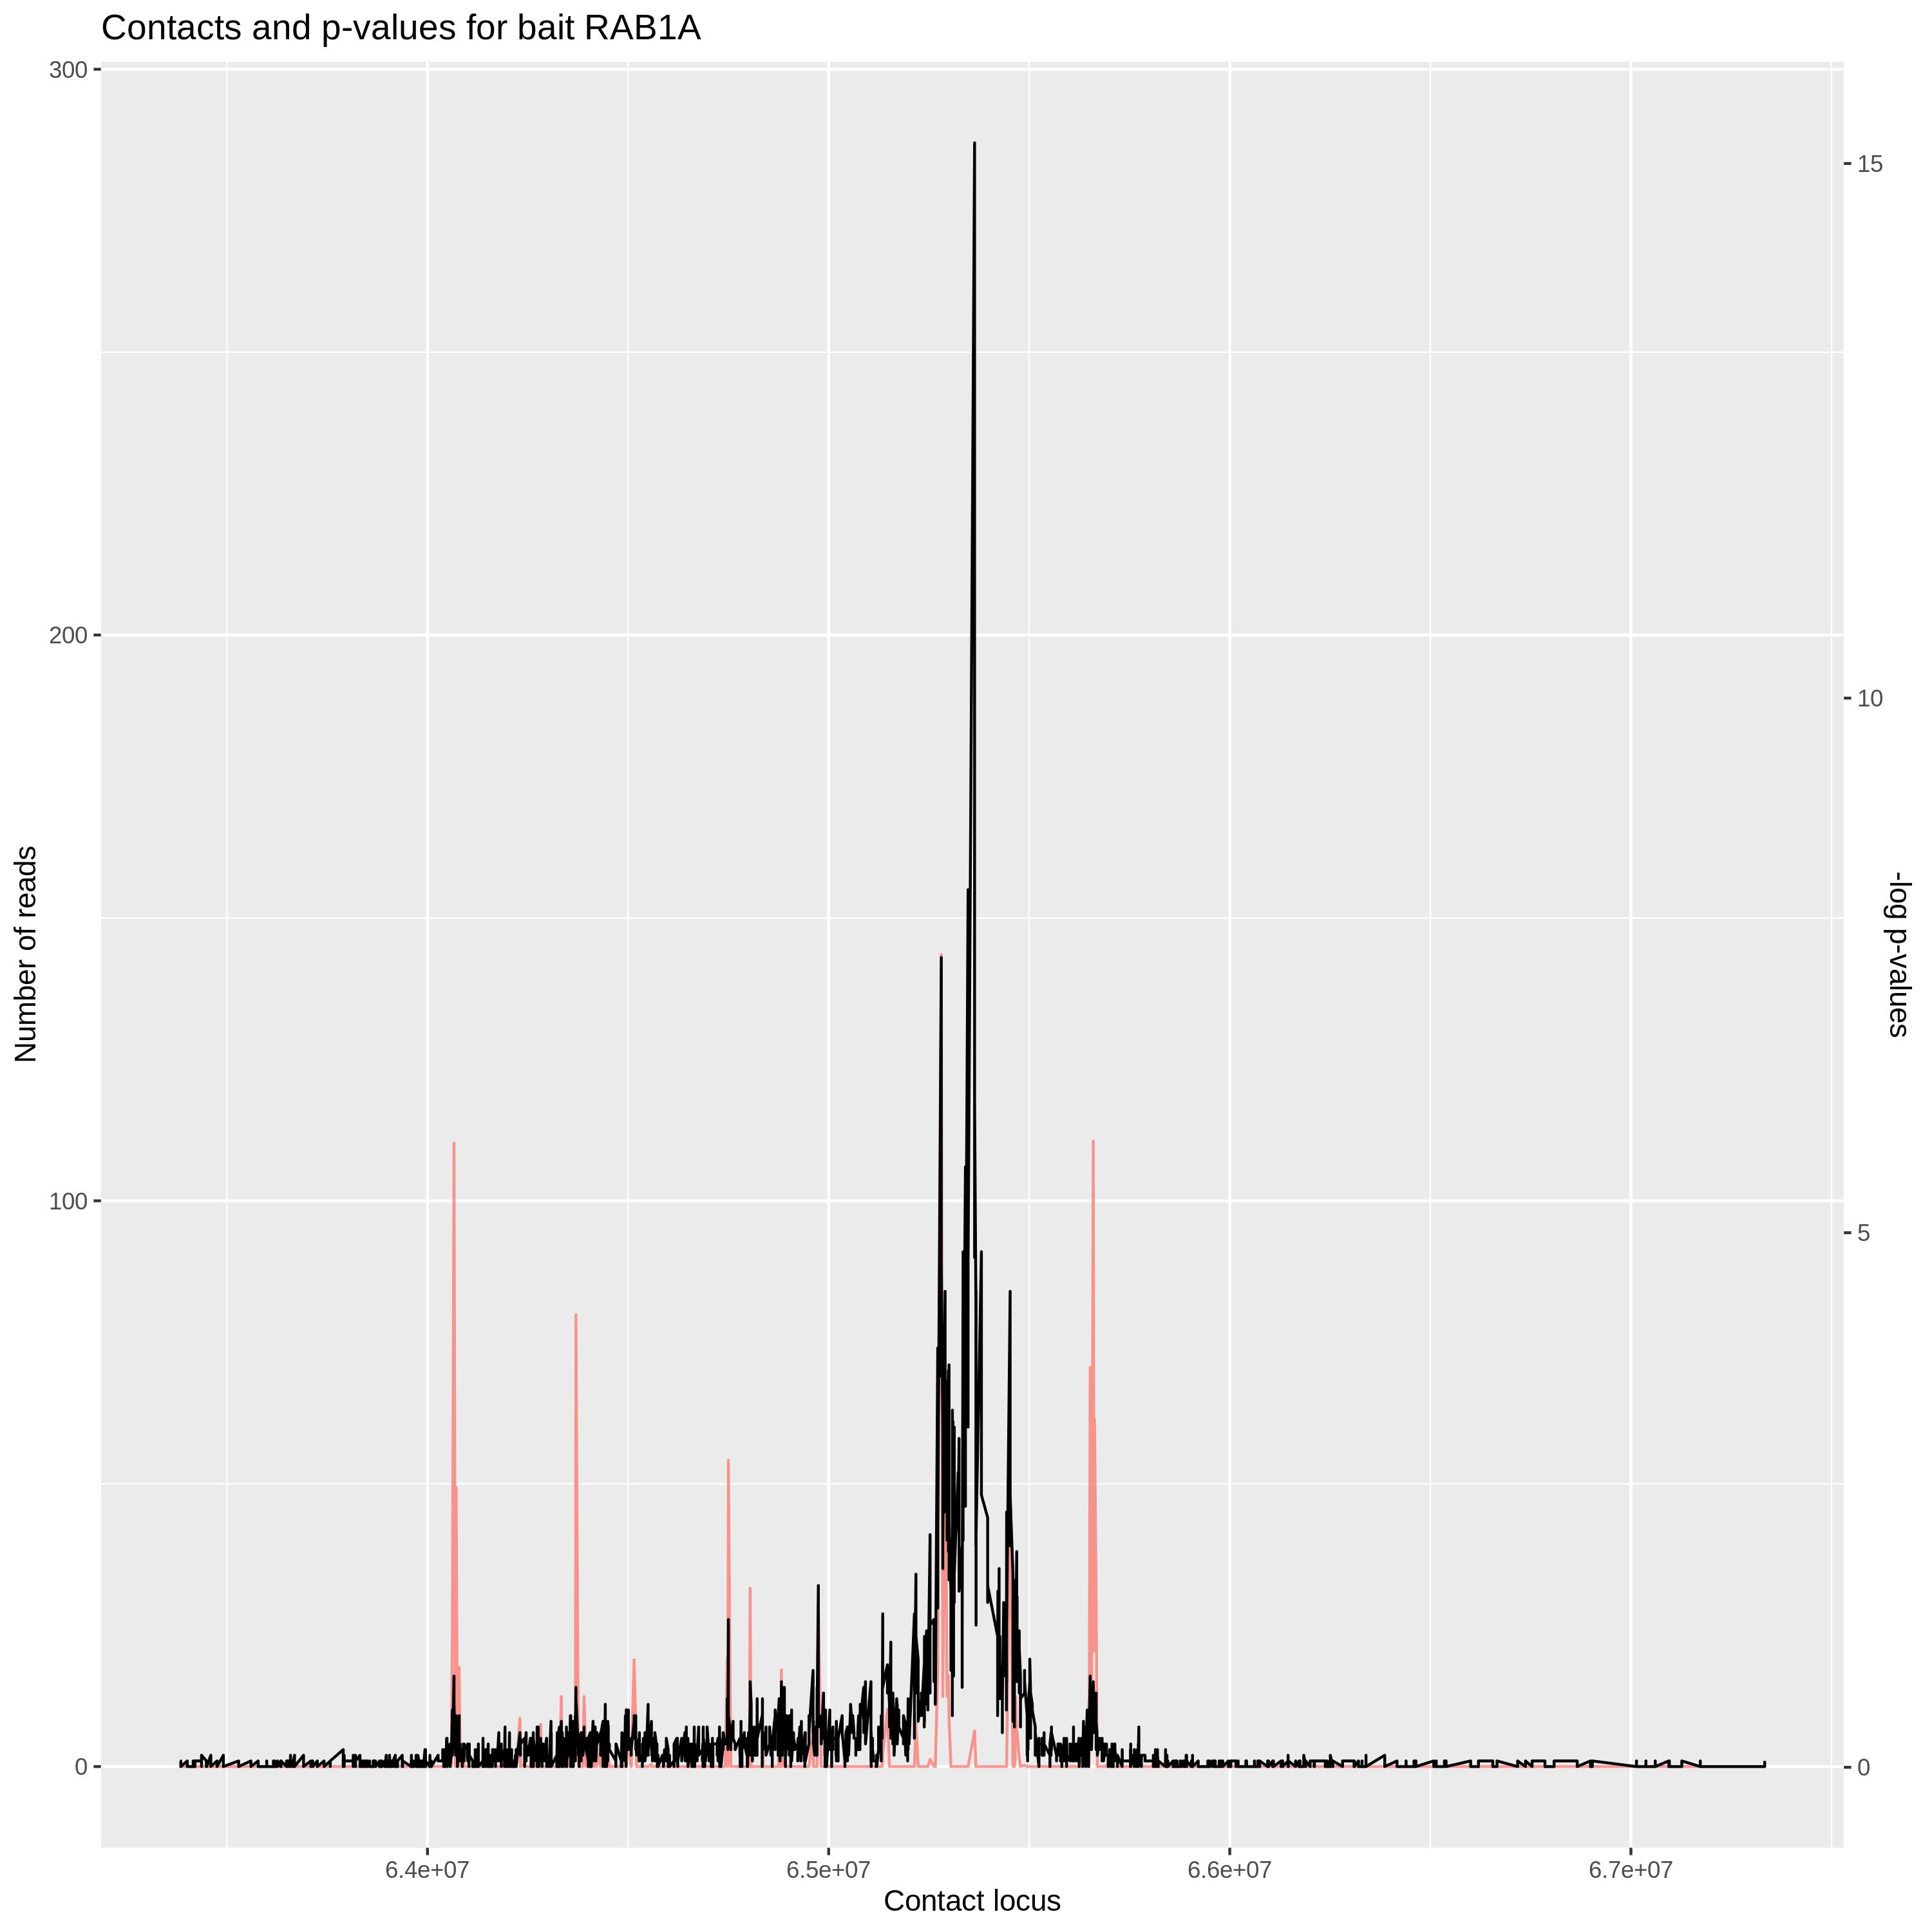 Contacts and p-values for bait RAB1A
300
200
100
0
Number of reads
15
10
5
0
-log p-values
6.4e+07
6.5e+07
6.6e+07
6.7e+07
Contact locus